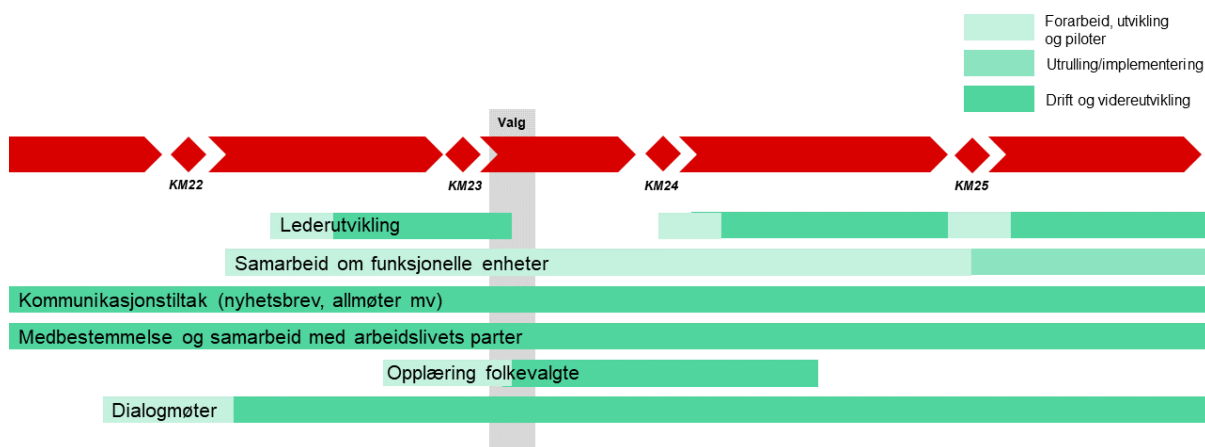 Forarbeid, utvikling
og piloter
Utrulling/implementering
Drift og videreutvikling
Valg
KM22
KM23
KM24
KM25
Lederutvikling
Samarbeid om funksjonelle enheter
Kommunikasjonstiltak (nyhetsbrev, allmøter mv)
Medbestemmelse og samarbeid med arbeidslivets parter
Opplæring folkevalgte
Dialogmøter